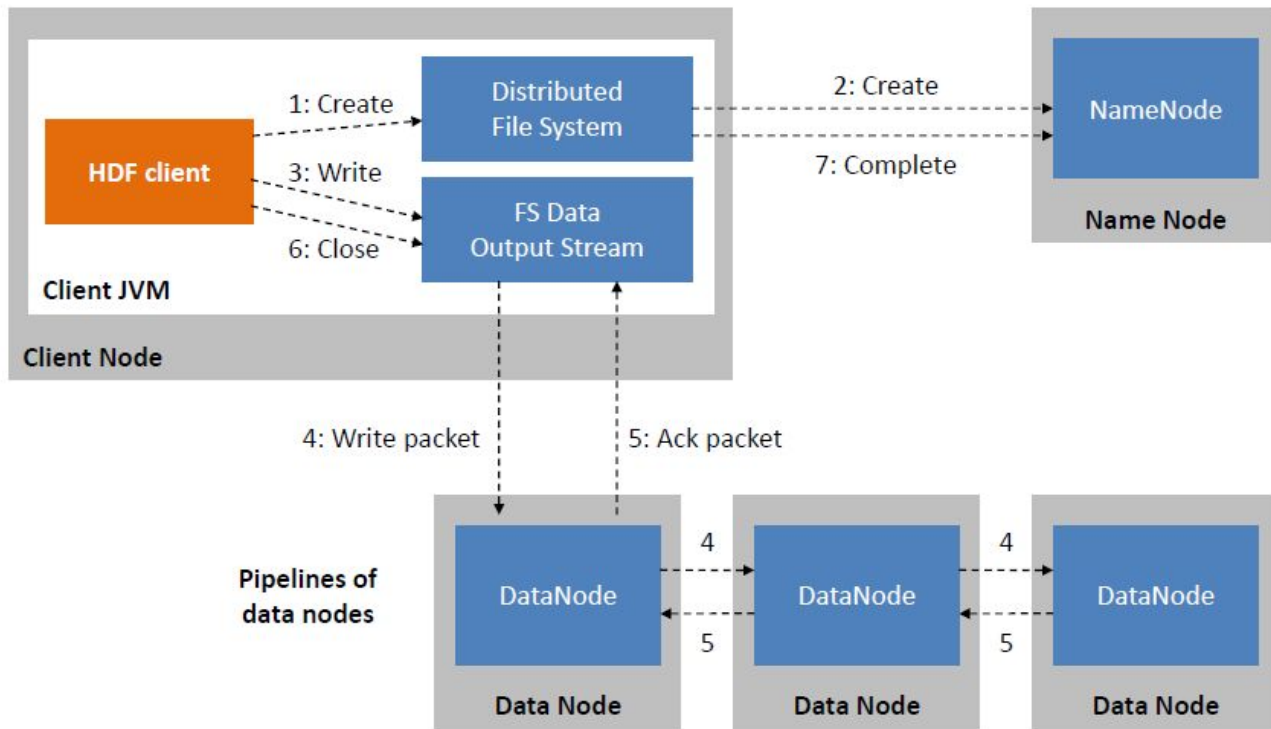 1: Create
Distributed
File System
2: Create
NameNode
HDF client
3: Write
7: Complete
FS Data
Output Stream
Name Node
6: Close
Client JVM
Client Node
4: Write packet
5: Ack packet
Pipelines of
data nodes
DataNode
4
5
DataNode
4
5
DataNode
Data Node
Data Node
Data Node